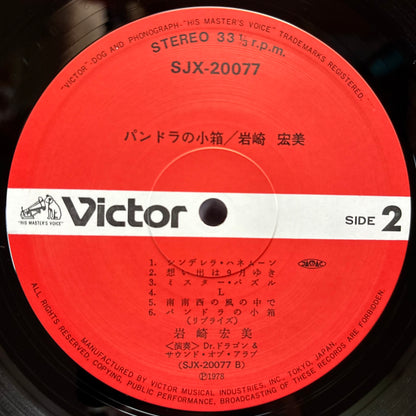 "VICTOR"-DOG AND PHONOGRAPH-"HIS MASTER'S VOICE" TRADEMARKS REGISTERED
STEREO 33 1/3 r.p.m.
SJX-20077
パンドラの小箱/岩崎 宏美
"HIS MASTER'S VOICE"
Victor
SIDE 2
1. シンデレラ・ハネムーン
2. 想い出は9月ゆき
3. ミスター・パズル
4. L
5. 南南西の風の中で
6. パンドラの小箱
(リプライズ)
JASRAC
岩崎 宏美
<演奏> Dr.ドラゴン&
サウンド・オブ・アラブ
(SJX-20077 B)
Ⓟ1978
MANUFACTURED BY VICTOR MUSICAL INDUSTRIES, INC. TOKYO, JAPAN.
ALL RIGHTS RESERVED. UNAUTHORIZED COPYING, PUBLIC PERFORMANCE, BROADCASTING OF THESE RECORDS ARE FORBIDDEN.